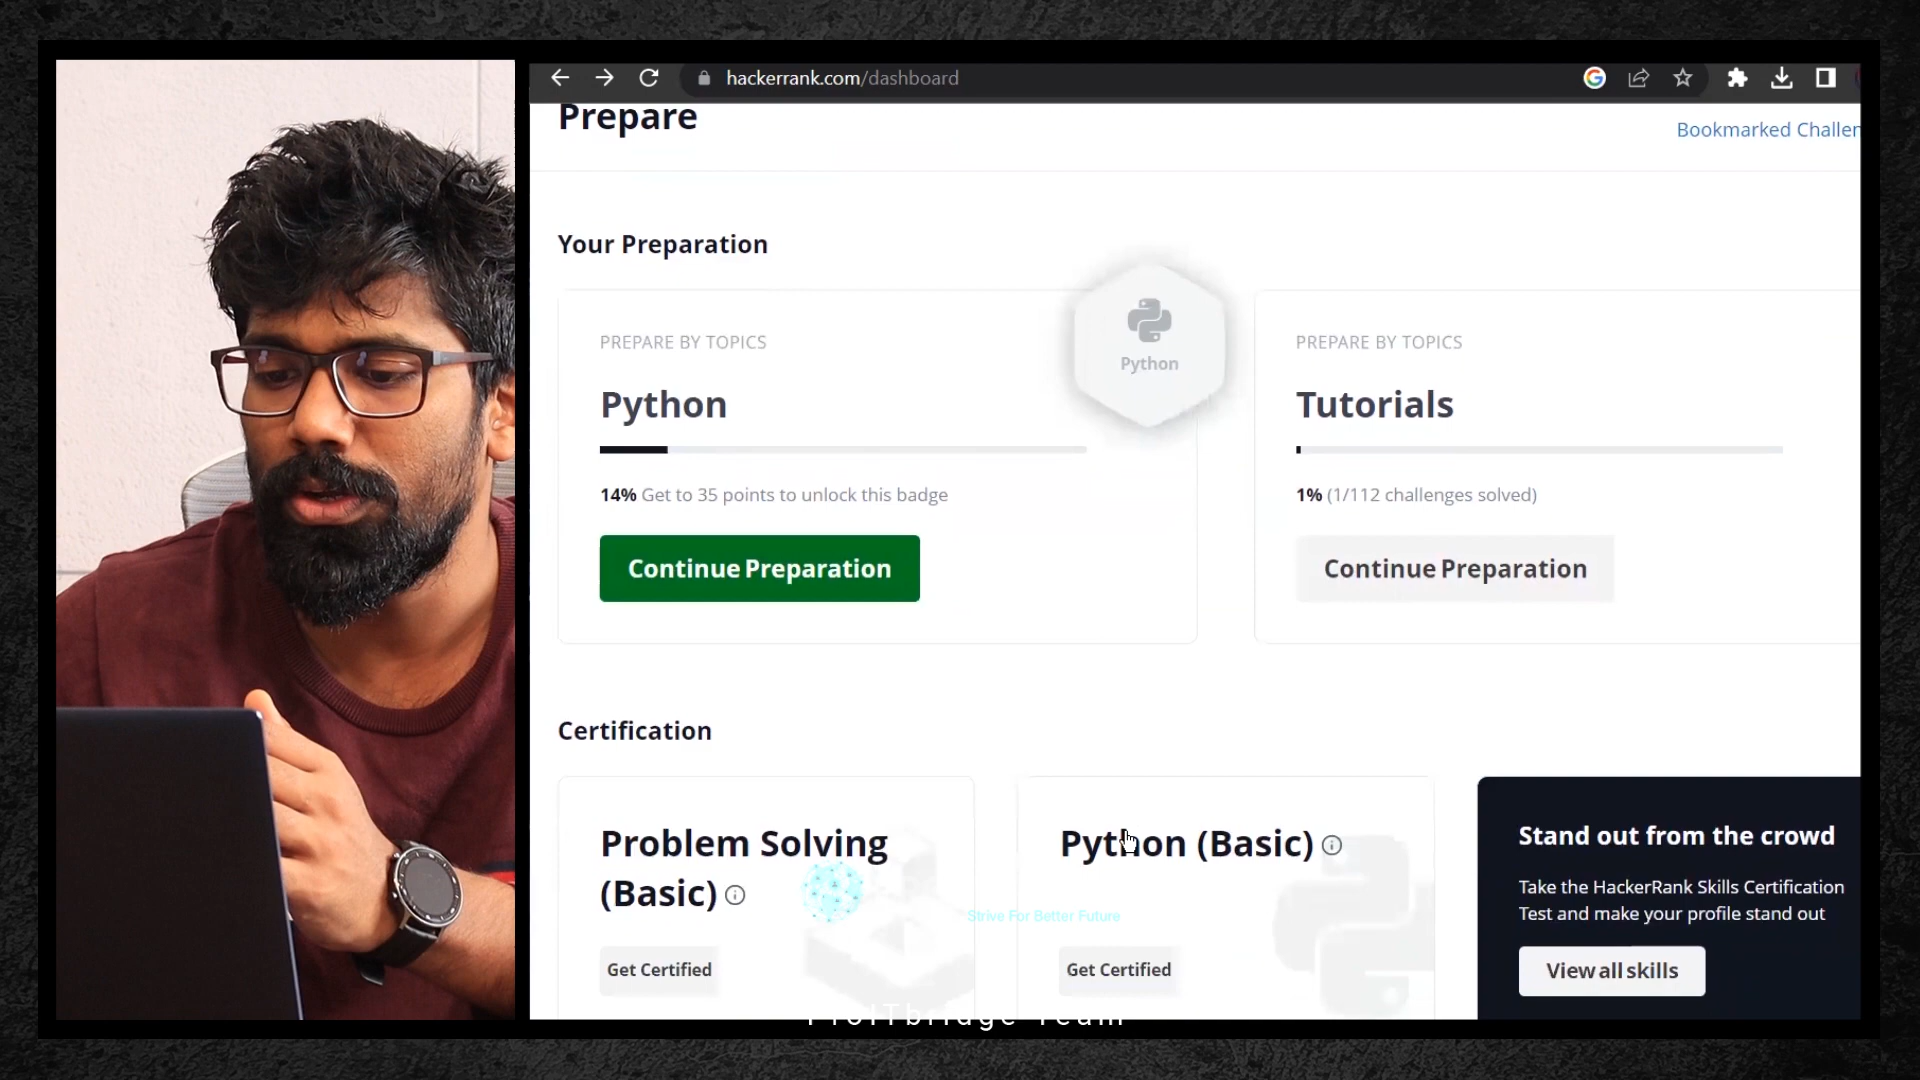 hackerrank.com/dashboard
Prepare
Bookmarked Challen
Your Preparation
PREPARE BY TOPICS
Python
14% Get to 35 points to unlock this badge
Continue Preparation
Python
PREPARE BY TOPICS
Tutorials
1% (1/112 challenges solved)
Continue Preparation
Certification
Problem Solving
(Basic)
Get Certified
Python (Basic)
Get Certified
Stand out from the crowd
Take the HackerRank Skills Certification
Test and make your profile stand out
View all skills
Strive For Better Future
ProITbridge Team